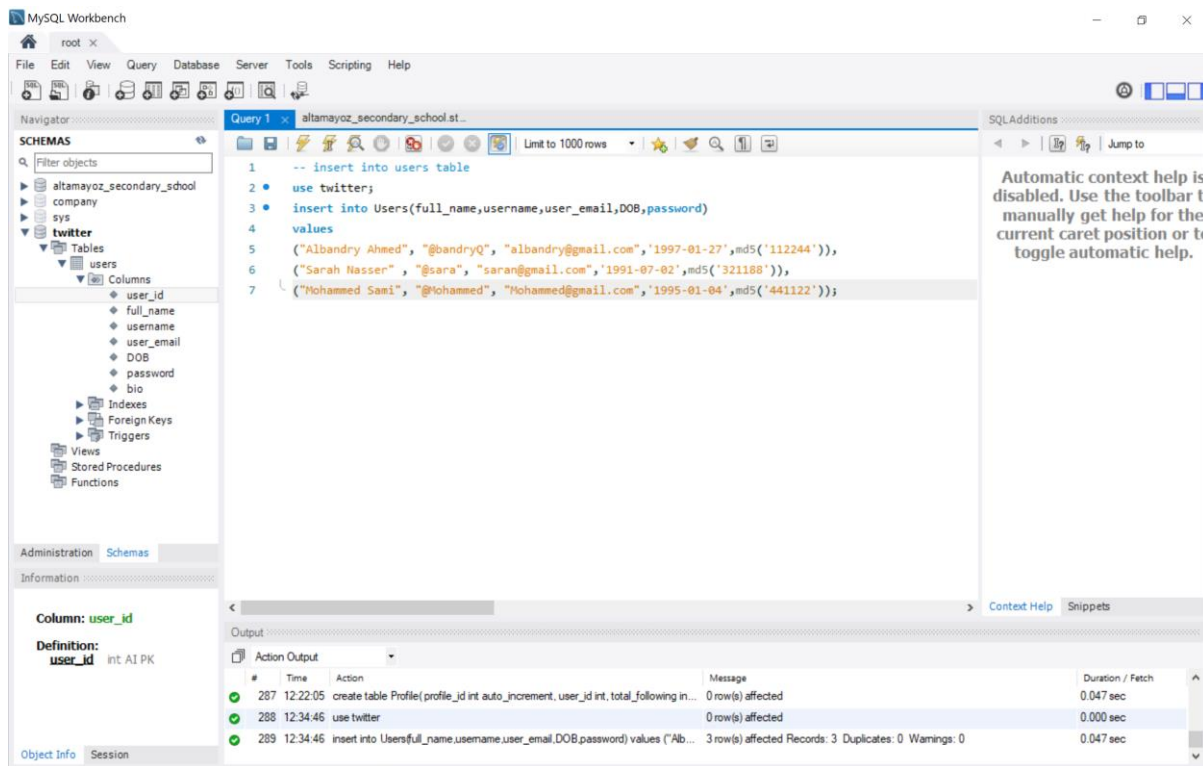 MySQL Workbench
root
File Edit View Query Database Server Tools Scripting Help
Navigator
SCHEMAS
Filter objects
altamayoz_secondary_school
company
sys
twitter
Tables
users
Columns
user_id
full_name
username
user_email
DOB
password
bio
Indexes
Foreign Keys
Triggers
Views
Stored Procedures
Functions
Administration Schemas
Information
Column: user_id
Definition:
user_id int AI PK
Object Info Session
Query 1 altamayoz_secondary_school.st...
Limit to 1000 rows
1 -- insert into users table
2 use twitter;
3 insert into Users(full_name,username,user_email,DOB,password)
4 values
5 ("Albandry Ahmed", "@bandryQ", "albandry@gmail.com",'1997-01-27',md5('112244')),
6 ("Sarah Nasser" , "@sara", "saran@gmail.com",'1991-07-02',md5('321188')),
7 ("Mohammed Sami", "@Mohammed", "Mohammed@gmail.com",'1995-01-04',md5('441122'));
SQLAdditions
Jump to
Automatic context help is
disabled. Use the toolbar t
manually get help for the
current caret position or to
toggle automatic help.
Context Help Snippets
Output
Action Output
# Time Action Message Duration / Fetch
287 12:22:05 create table Profile( profile_id int auto_increment, user_id int, total_following in... 0 row(s) affected 0.047 sec
288 12:34:46 use twitter 0 row(s) affected 0.000 sec
289 12:34:46 insert into Users(full_name,username,user_email,DOB,password) values ("Alb... 3 row(s) affected Records: 3 Duplicates: 0 Warnings: 0 0.047 sec